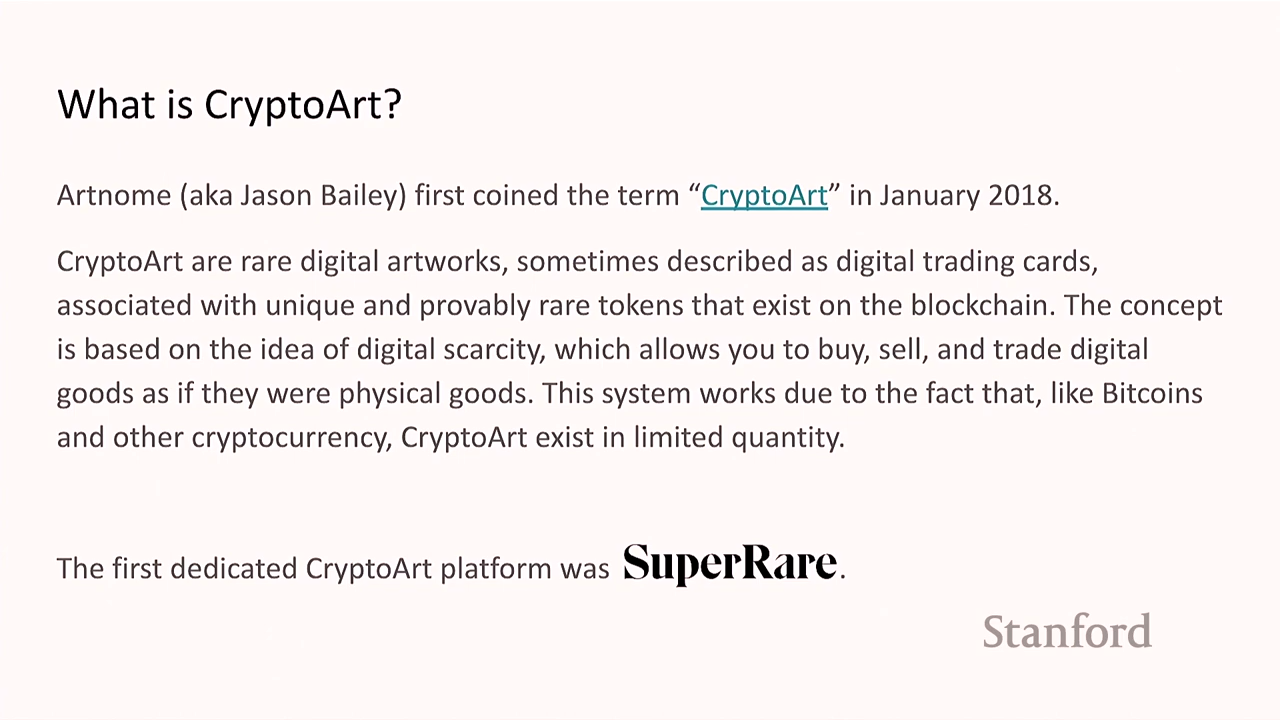 What is CryptoArt?
Artnome (aka Jason Bailey) first coined the term “CryptoArt” in January 2018.
CryptoArt are rare digital artworks, sometimes described as digital trading cards,
associated with unique and provably rare tokens that exist on the blockchain. The concept
is based on the idea of digital scarcity, which allows you to buy, sell, and trade digital
goods as if they were physical goods. This system works due to the fact that, like Bitcoins
and other cryptocurrency, CryptoArt exist in limited quantity.
The first dedicated CryptoArt platform was SuperRare.
Stanford